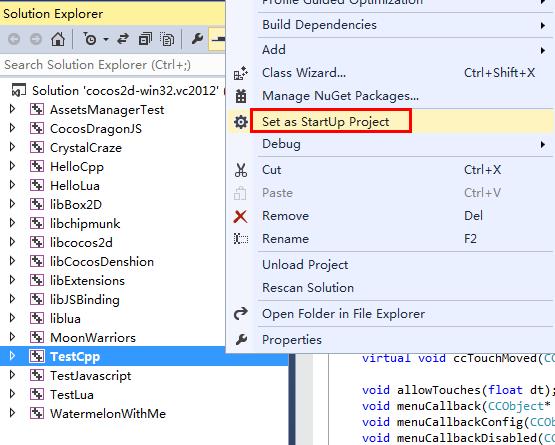 Solution Explorer
Search Solution Explorer (Ctrl+;)
Solution 'cocos2d-win32.vc2012' (
AssetsManagerTest
CocosDragonJS
CrystalCraze
HelloCpp
HelloLua
libBox2D
libchipmunk
libcocos2d
libCocosDenshion
libExtensions
libJSBinding
liblua
MoonWarriors
TestCpp
TestJavascript
TestLua
WatermelonWithMe
Profile Guided Optimization
Build Dependencies
Add
Class Wizard... Ctrl+Shift+X
Manage NuGet Packages...
Set as StartUp Project
Debug
Cut Ctrl+X
Paste Ctrl+V
Remove Del
Rename F2
Unload Project
Rescan Solution
Open Folder in File Explorer
Properties
virtual void ccTouchMoved(CC
void allowTouches(float dt);
void menuCallback(CCObject*
void menuCallbackConfig(CCOb
void menuCallbackDisabled(CC